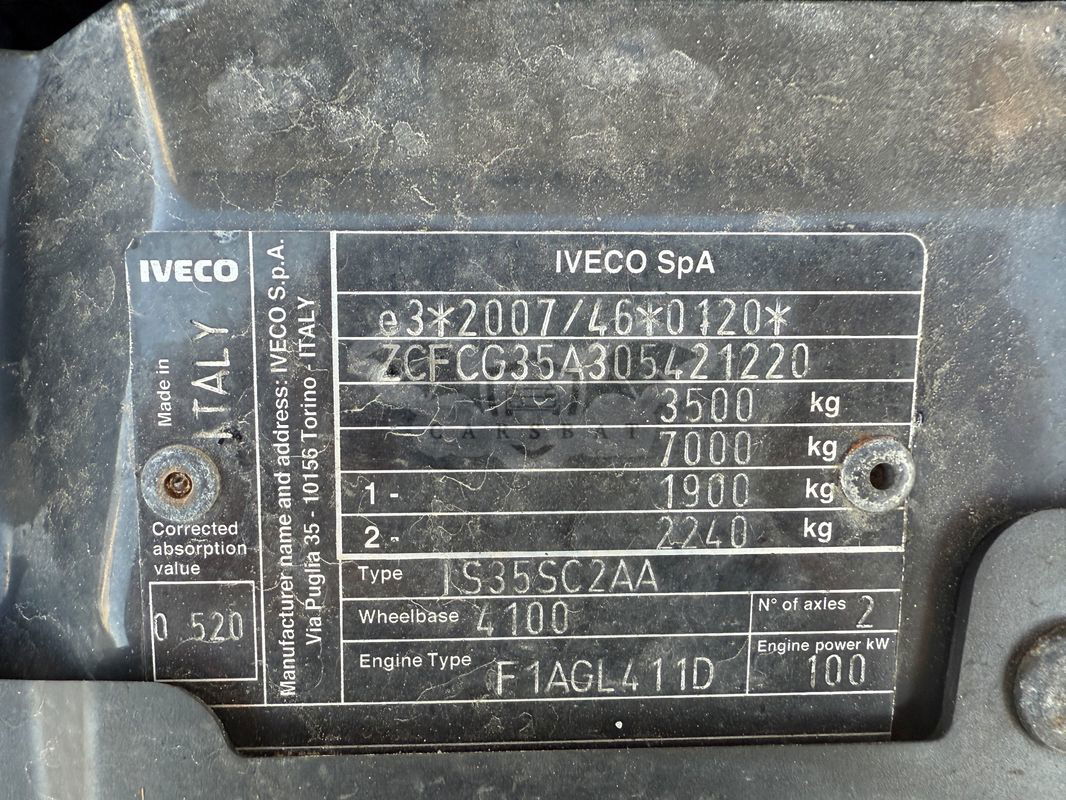 IVECO
Made in
ITALY
Corrected
absorption
value
0 520
Manufacturer name and address: IVECO S.p.A.
Via Puglia 35 - 10156 Torino - ITALY
IVECO SpA
e3*2007/46*0120*
ZCFCG35A305421220
3500 kg
CARSBAT
7000 kg
1 - 1900 kg
2 - 2240 kg
Type IS35SC2AA
Wheelbase 4100
N° of axles 2
Engine Type F1AGL411D
Engine power kW 100